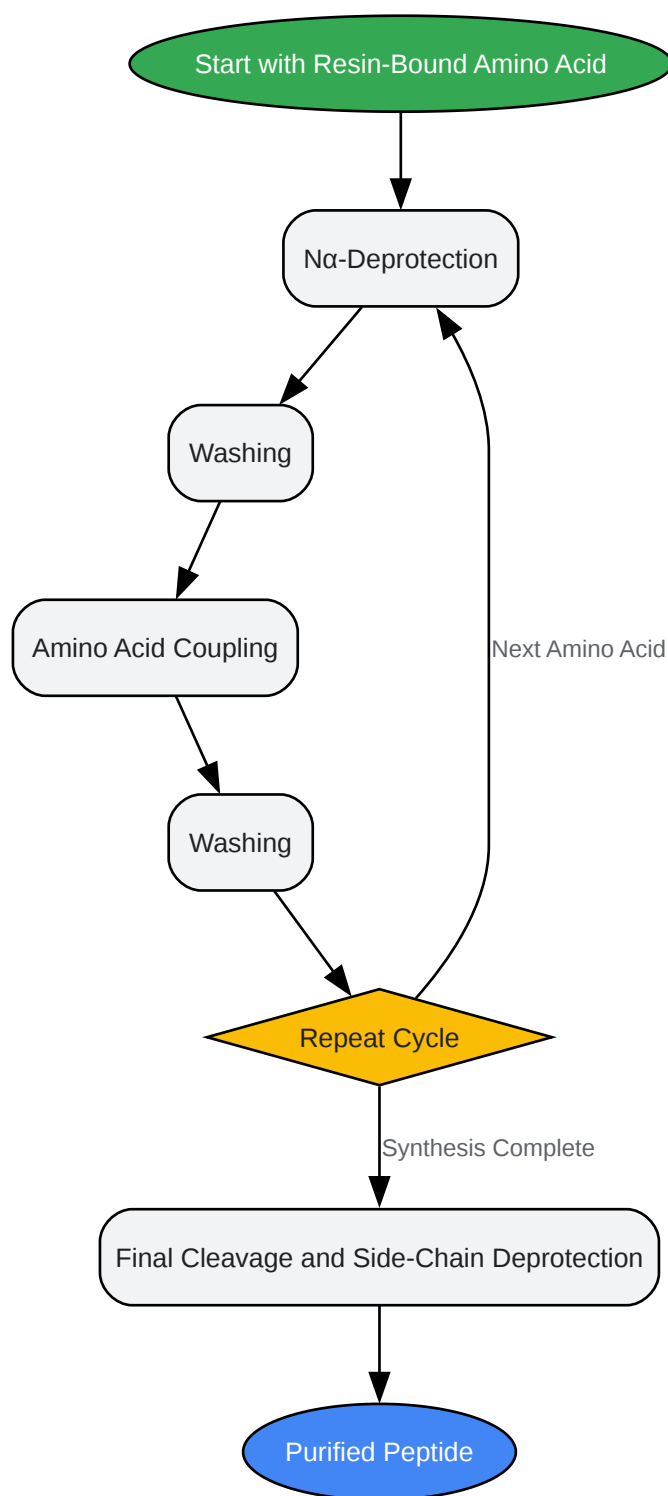 Start with Resin-Bound Amino Acid
Nα-Deprotection
Washing
Amino Acid Coupling
Next Amino Acid
Washing
Repeat Cycle
Synthesis Complete
Final Cleavage and Side-Chain Deprotection
Purified Peptide